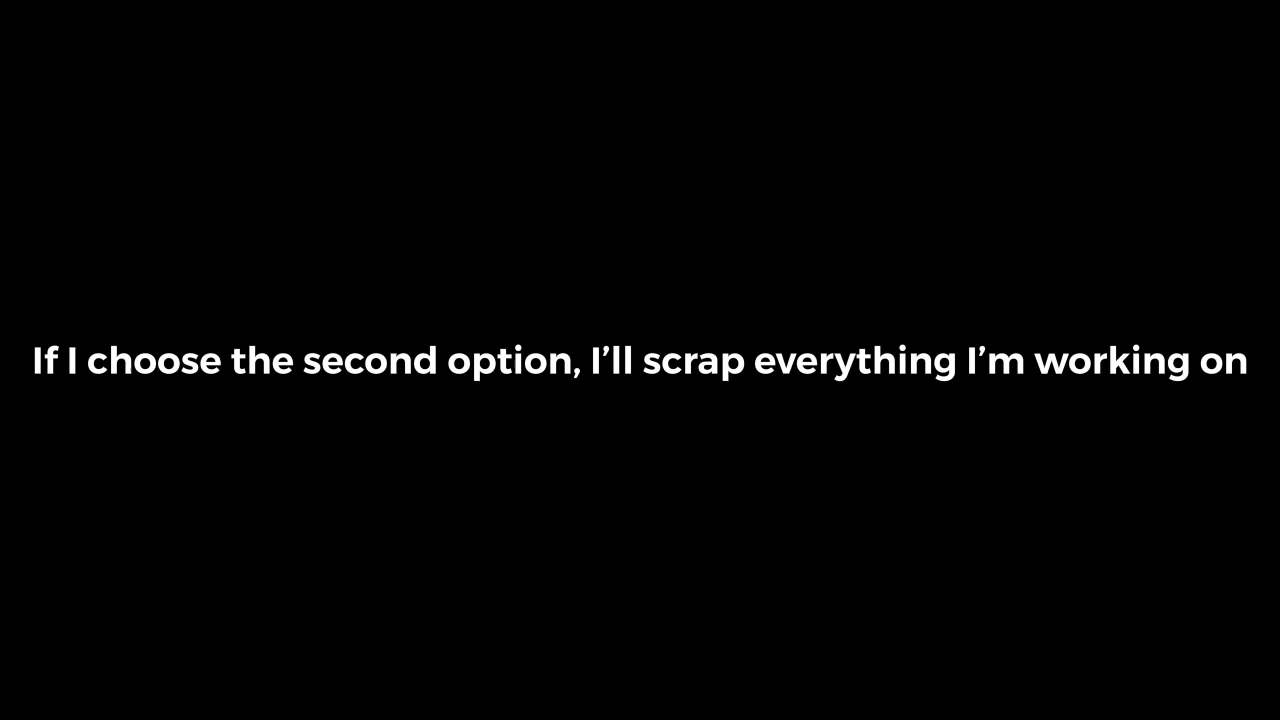 If I choose the second option, I’ll scrap everything I’m working on